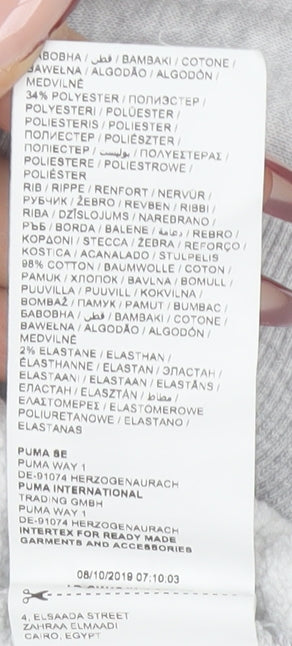 БАВОВНА / قطن / BAMBAKI / COTONE /
BAWEŁNA / ALGODÃO / ALGODÓN /
MEDVILNĖ
34% POLYESTER / ПОЛИЭСТЕР /
POLYESTERI / POLÜESTER /
POLIESTERIS / POLIESTER /
ПОЛИЕСТЕР / POLIÉSZTER /
ПОЛІЕСТЕР / بوليستر / ΠΟΛΥΕΣΤΕΡΑΣ /
POLIESTERE / POLIESTROWE /
POLIÉSTER
RIB / RIPPE / RENFORT / NERVÜR /
РУБЧИК / ŽEBRO / REVBEN / RIBBI /
RIBA / DZĪSLOJUMS / NAREBRANO /
РЪБ / BORDA / BALENE / دعامة / REBRO /
ΚΟΡΔΟΝΙ / STECCA / ŻEBRA / REFORÇO /
KOSTICA / ACANALADO / STULPELIS
98% COTTON / BAUMWOLLE / COTON /
PAMUK / ХЛОПОК / BAVLNA / BOMULL /
PUUVILLA / PUUVILL / KOKVILNA /
BOMBAŽ / ПАМУК / PAMUT / BUMBAC /
БАВОВНА / قطن / BAMBAKI / COTONE /
BAWEŁNA / ALGODÃO / ALGODÓN /
MEDVILNĖ
2% ELASTANE / ELASTHAN /
ÉLASTHANNE / ELASTAN / ЭЛАСТАН /
ELASTAANI / ELASTAAN / ELASTĀNS /
ЕЛАСТАН / ELASZTÁN / مطاط /
ΕΛΑΣΤΟΜΕΡΕΣ / ELASTOMEROWE
POLIURETANOWE / ELASTANO /
ELASTANAS
PUMA SE
PUMA WAY 1
DE-91074 HERZOGENAURACH
PUMA INTERNATIONAL
TRADING GMBH
PUMA WAY 1
DE-91074 HERZOGENAURACH
INTERTEX FOR READY MADE
GARMENTS AND ACCESSORIES
08/10/2019 07:10:03
4, ELSAADA STREET
ZAHRAA ELMAADI
CAIRO, EGYPT